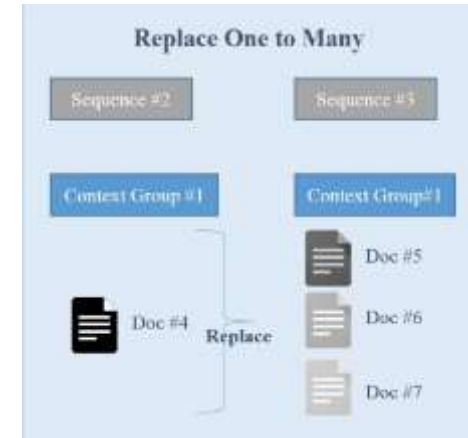 Replace One to Many
Sequence #2
Sequence #3
Context Group #1
Context Group#1
Doc #5
Doc #4
Doc #6
Replace
Doc #7